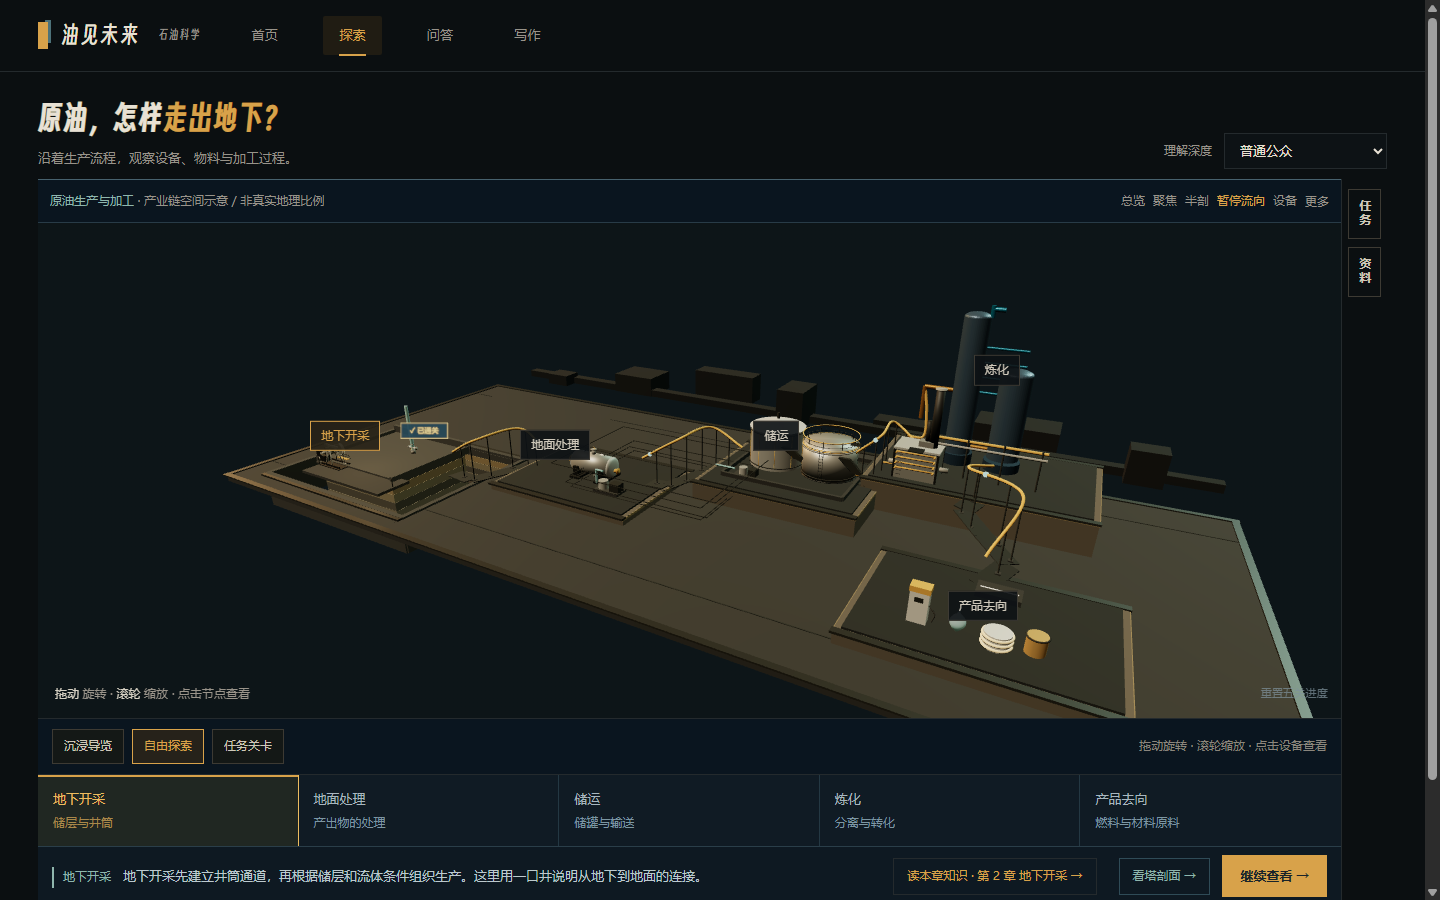 油见未来 石油科学 首页 探索 问答 写作
原油，怎样走出地下？
沿着生产流程，观察设备、物料与加工过程。
理解深度 普通公众
原油生产与加工 · 产业链空间示意 / 非真实地理比例
总览 聚焦 半剖 暂停流向 设备 更多
任务
资料
炼化
地下开采
✓ 已通关
地面处理
储运
产品去向
拖动 旋转 · 滚轮 缩放 · 点击节点查看
重置五 进度
沉浸导览 自由探索 任务关卡
拖动旋转 · 滚轮缩放 · 点击设备查看
地下开采
储层与井筒
地面处理
产出物的处理
储运
储罐与输送
炼化
分离与转化
产品去向
燃料与材料原料
地下开采 地下开采先建立井筒通道，再根据储层和流体条件组织生产。这里用一口井说明从地下到地面的连接。
读本章知识 · 第 2 章 地下开采 →
看塔剖面 →
继续查看 →